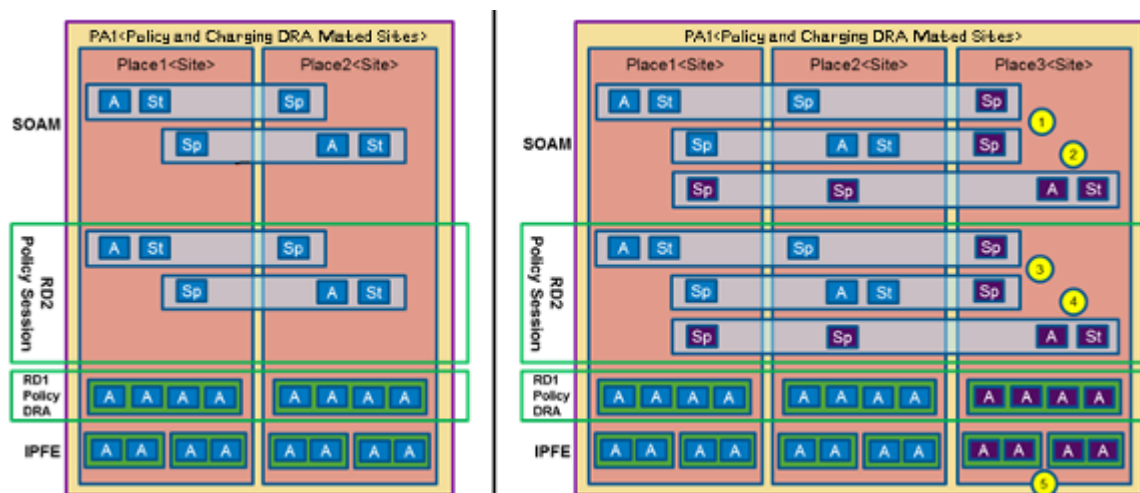 PA1<Policy and Charging DRA Mated Sites>
Place1<Site> Place2<Site>
SOAM
A St Sp
Sp A St
RD2
Policy Session
A St Sp
Sp A St
RD1
Policy
DRA
A A A A A A A A
IPFE
A A A A A A A A
PA1<Policy and Charging DRA Mated Sites>
Place1<Site> Place2<Site> Place3<Site>
SOAM
A St Sp Sp
1
Sp A St Sp
2
Sp Sp A St
RD2
Policy Session
A St Sp Sp
3
Sp A St Sp
4
Sp Sp A St
RD1
Policy
DRA
A A A A A A A A A A A A
IPFE
A A A A A A A A A A A A
5